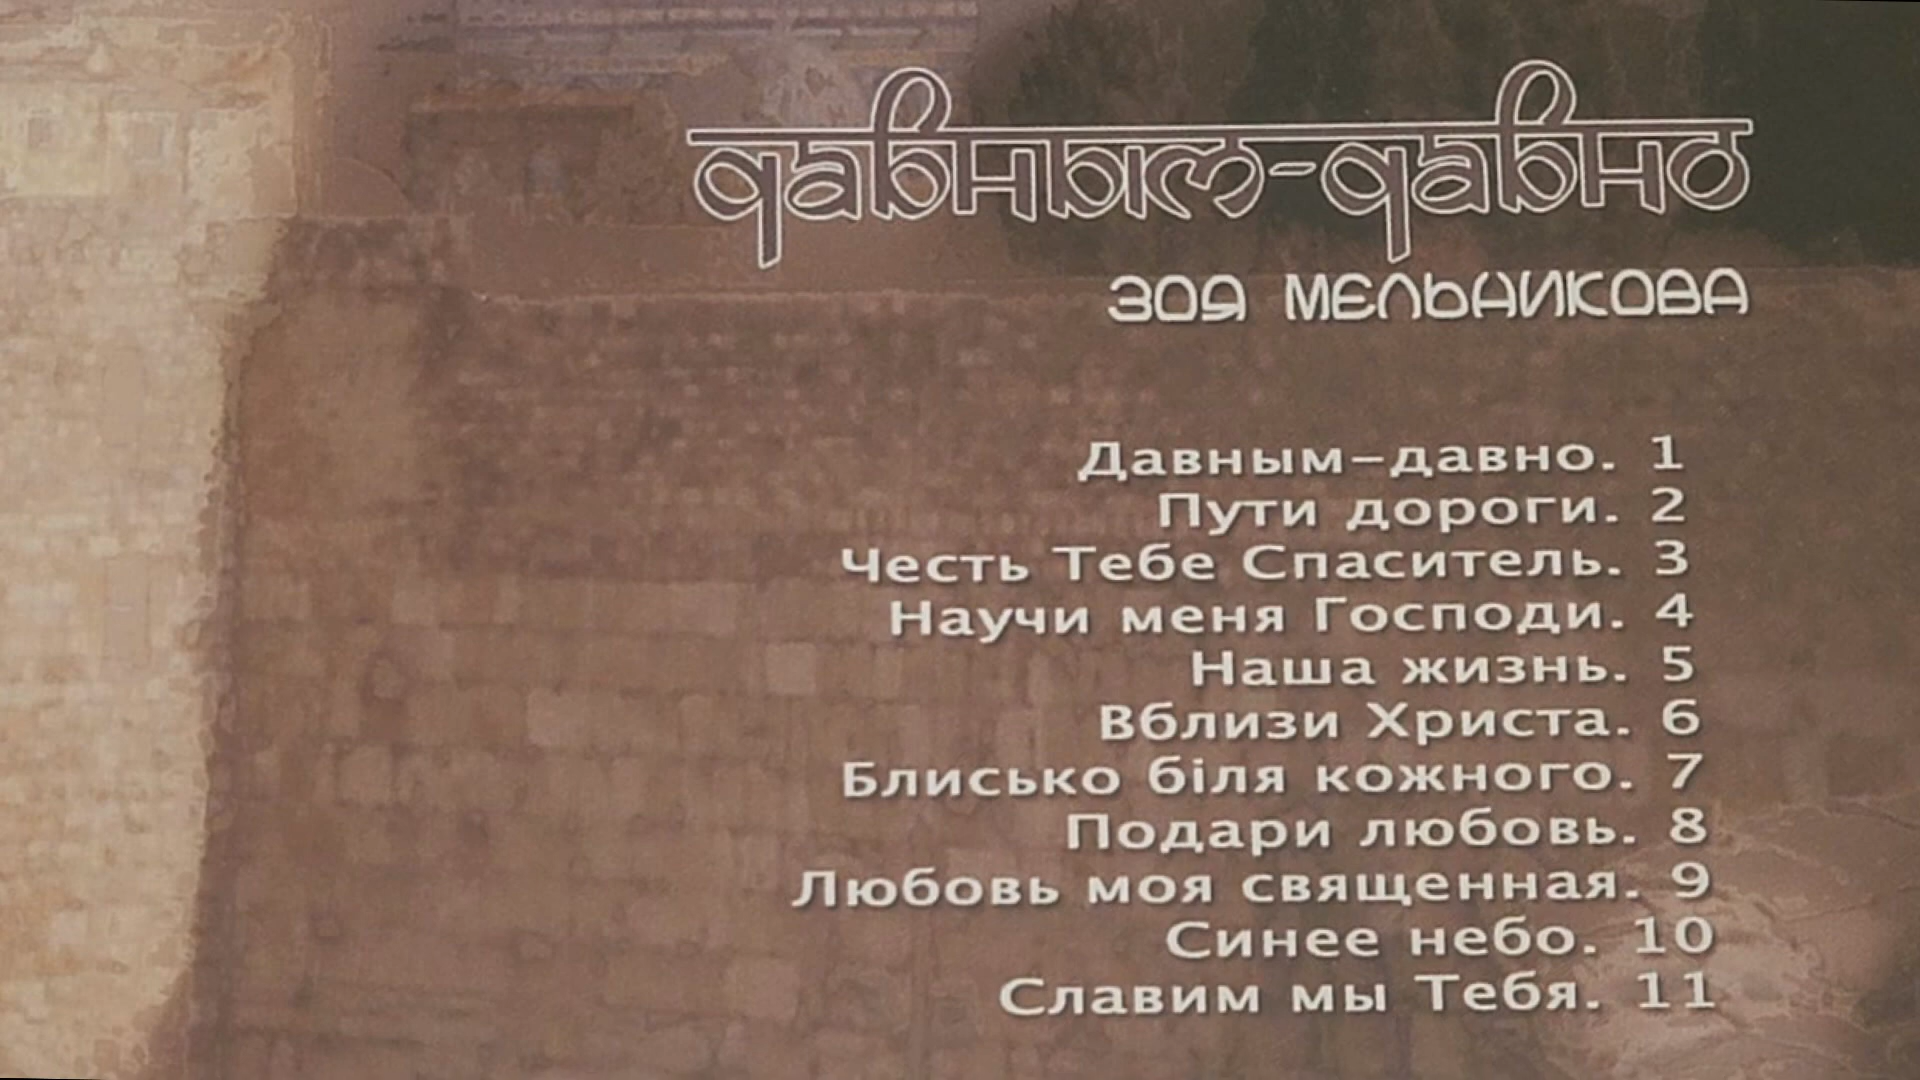 давным-давно
ЗОЯ МЕЛЬНИКОВА
Давным-давно. 1
Пути дороги. 2
Честь Тебе Спаситель. 3
Научи меня Господи. 4
Наша жизнь. 5
Вблизи Христа. 6
Блисько біля кожного. 7
Подари любовь. 8
Любовь моя священная. 9
Синее небо. 10
Славим мы Тебя. 11